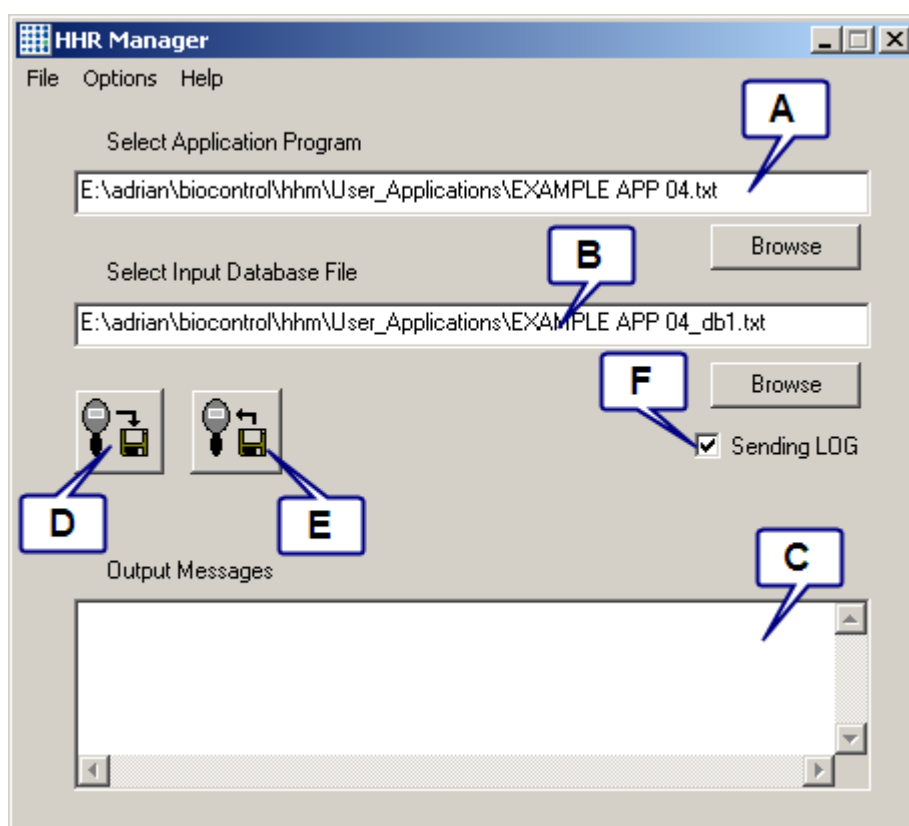 HHR Manager
File Options Help
A
Select Application Program
E:\adrian\biocontrol\hhm\User_Applications\EXAMPLE APP 04.txt
Browse
B
Select Input Database File
E:\adrian\biocontrol\hhm\User_Applications\EXAMPLE APP 04_db1.txt
Browse
F
Sending LOG
D
E
C
Output Messages